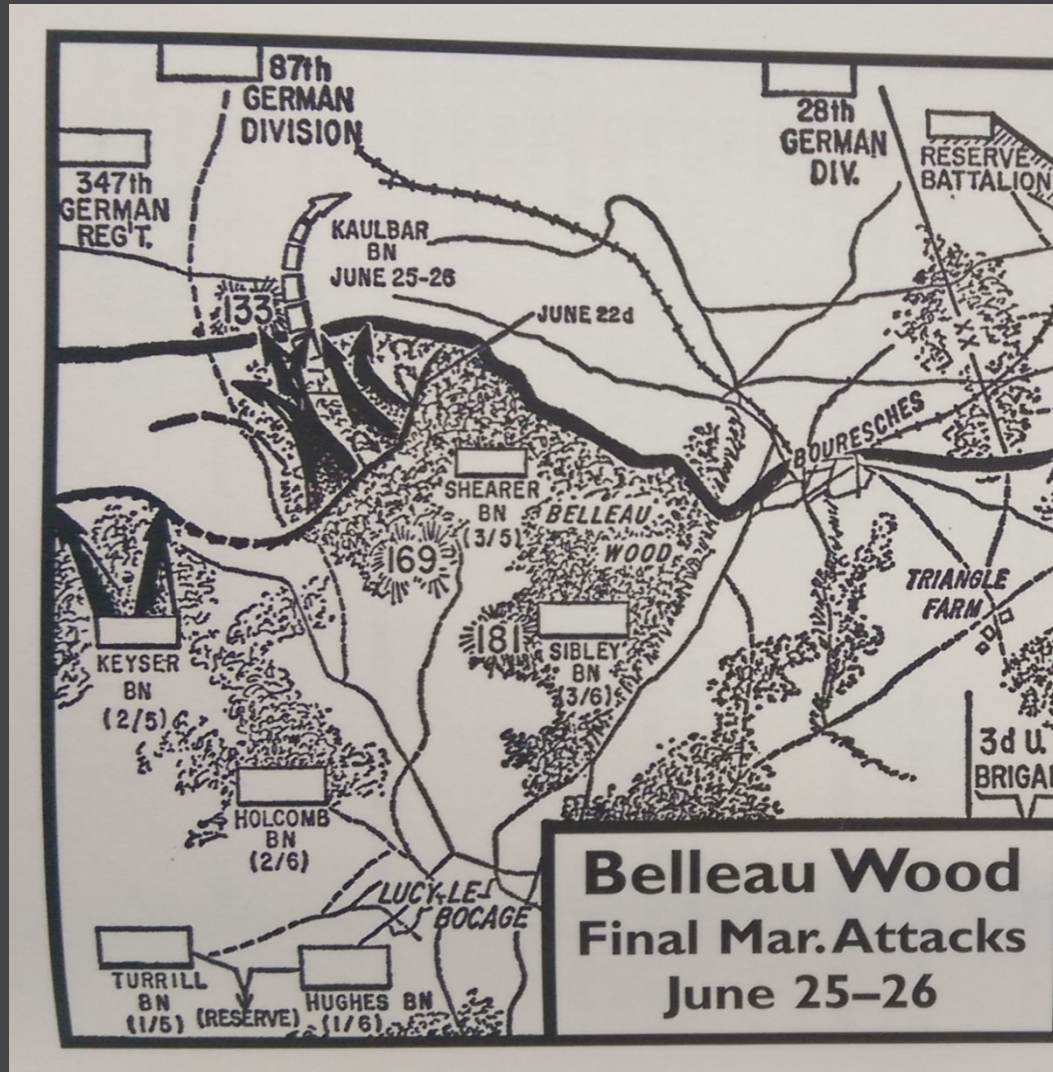 87th
GERMAN
DIVISION
28th
GERMAN
DIV.
RESERVE
BATTALION
347th
GERMAN
REG'T.
KAULBAR
BN
JUNE 25-26
133
JUNE 22d
BOURESCHES
SHEARER
BN
(3/5)
BELLEAU
WOOD
169
181
SIBLEY
BN
(3/6)
TRIANGLE
FARM
KEYSER
BN
(2/5)
3d U.
BRIGA
HOLCOMB
BN
(2/6)
LUCY-LE-
BOCAGE
TURRILL
BN
(1/5)
(RESERVE)
HUGHES BN
(1/6)
Belleau Wood
Final Mar. Attacks
June 25–26